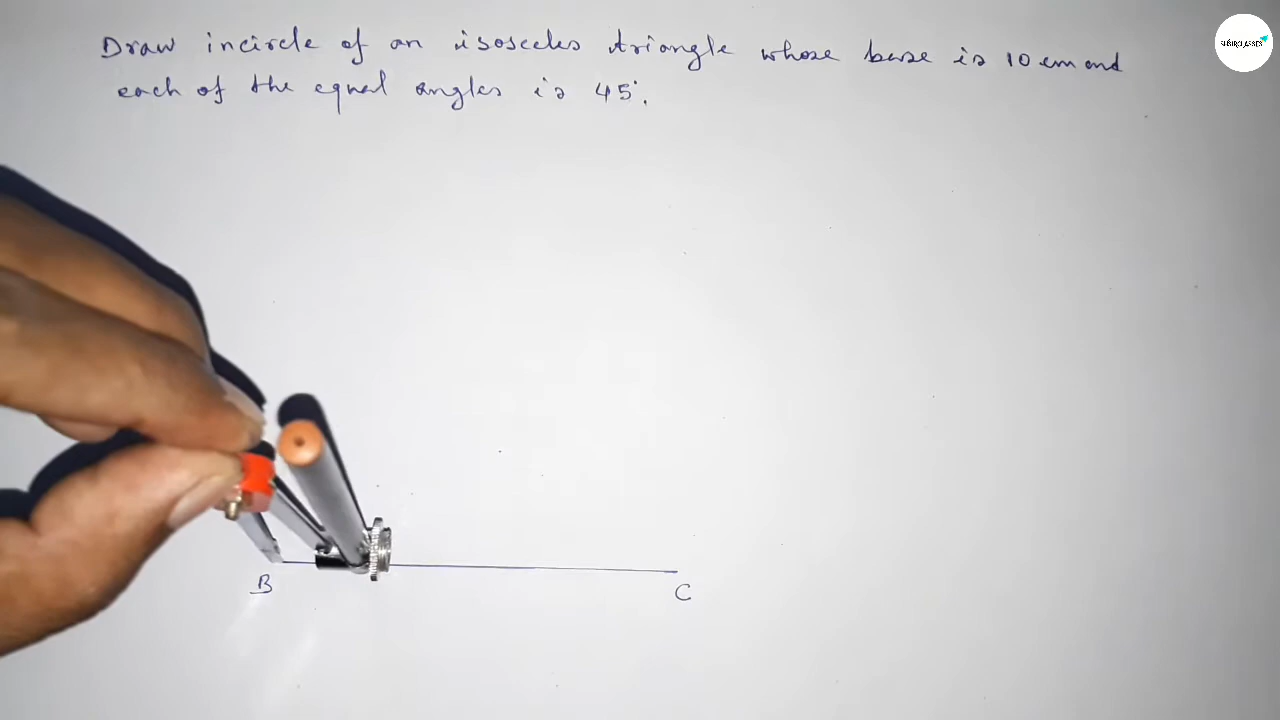 Draw incircle of an isosceles triangle whose base is 10 cm and
each of the equal angles is 45°.
B
C